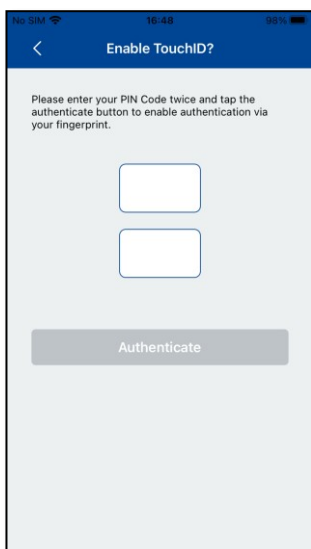 No SIM 16:48 98%
Enable TouchID?
Please enter your PIN Code twice and tap the
authenticate button to enable authentication via
your fingerprint.
Authenticate